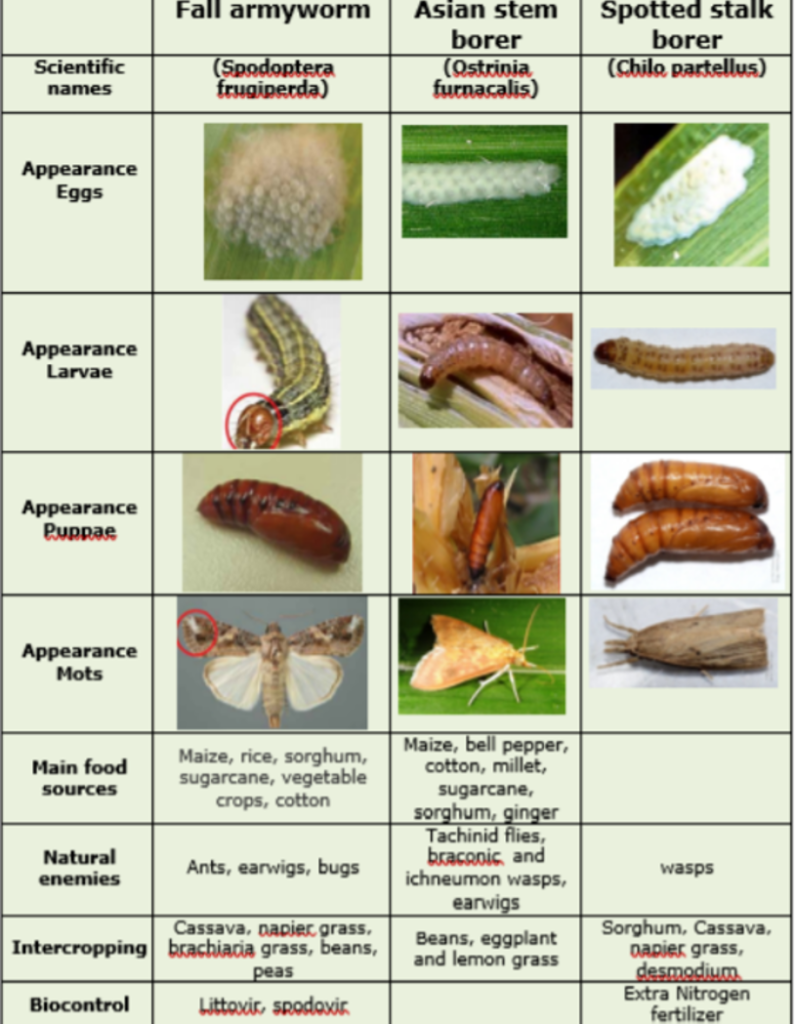 Fall armyworm
Asian stem
borer
Spotted stalk
borer
Scientific
names
(Spodoptera
frugiperda)
(Ostrinia
furnacalis)
(Chilo partellus)
Appearance
Eggs
Appearance
Larvae
Appearance
Puppae
Appearance
Mots
Main food
sources
Maize, rice, sorghum,
sugarcane, vegetable
crops, cotton
Maize, bell pepper,
cotton, millet,
sugarcane,
sorghum, ginger
Natural
enemies
Ants, earwigs, bugs
Tachinid flies,
braconic and
ichneumon wasps,
earwigs
wasps
Intercropping
Cassava, napier grass,
brachiaria grass, beans,
peas
Beans, eggplant
and lemon grass
Sorghum, Cassava,
napier grass,
desmodium
Biocontrol
Littovir, spodovir
Extra Nitrogen
fertilizer